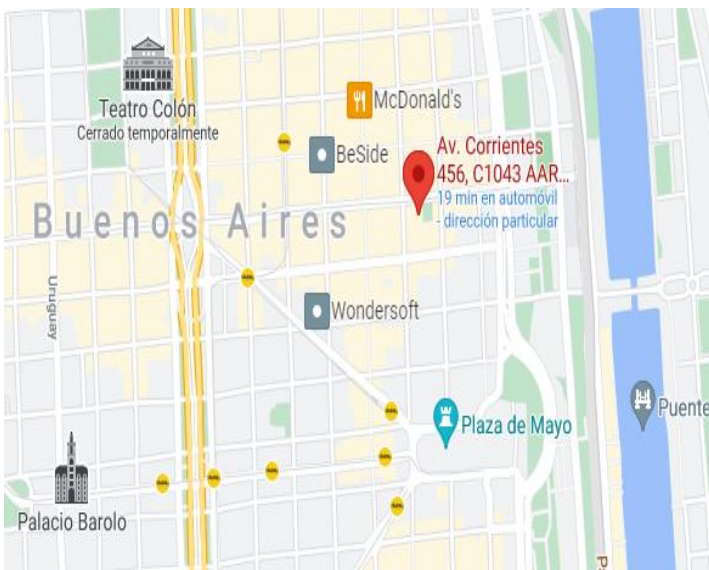 Teatro Colón
Cerrado temporalmente
McDonald's
BeSide
Av. Corrientes
456, C1043 AAR...
19 min en automóvil
- dirección particular
Buenos Aires
Uruguay
Wondersoft
Plaza de Mayo
Puente
Palacio Barolo